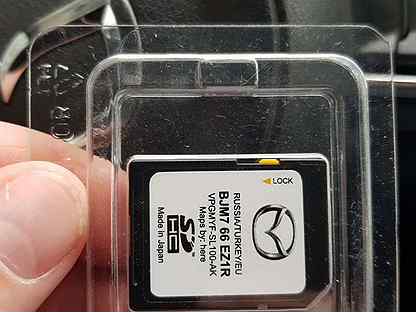 LOCK
RUSSIA/TURKEY/EU
BJM7 66 EZ1R
VPGMYF-SL100-AK
Maps by: here
SD
HC
Made in Japan